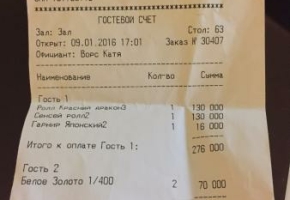 ГОСТЕВОЙ СЧЕТ
Зал: Зал Стол: 63
Открыт: 09.01.2016 17:01 Заказ № 30407
Официант: Ворс Катя
Наименование Кол-во Сумма
Гость 1
Ролл Красная дракон3 1 130 000
Сенсей ролл2 1 130 000
Гарнир Японский2 1 16 000
Итого к оплате Гость 1: 276 000
Гость 2
Белое Золото 1/400 2 70 000